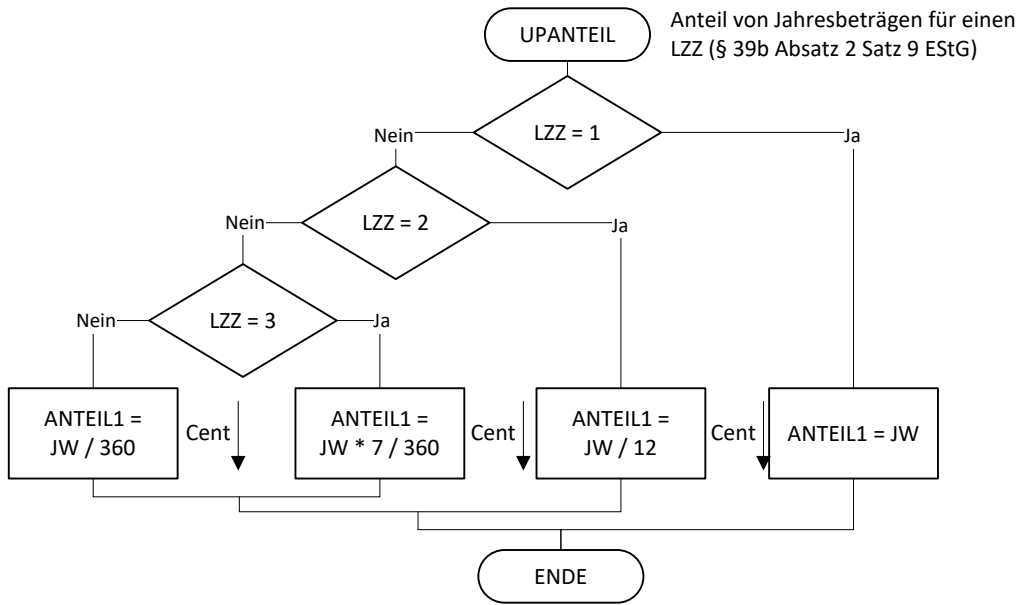 UPANTEIL
Anteil von Jahresbeträgen für einen
LZZ (§ 39b Absatz 2 Satz 9 EStG)
LZZ = 1
Nein
Ja
LZZ = 2
Nein
Ja
LZZ = 3
Nein
Ja
ANTEIL1 =
JW / 360
Cent
ANTEIL1 =
JW * 7 / 360
Cent
ANTEIL1 =
JW / 12
Cent
ANTEIL1 = JW
ENDE